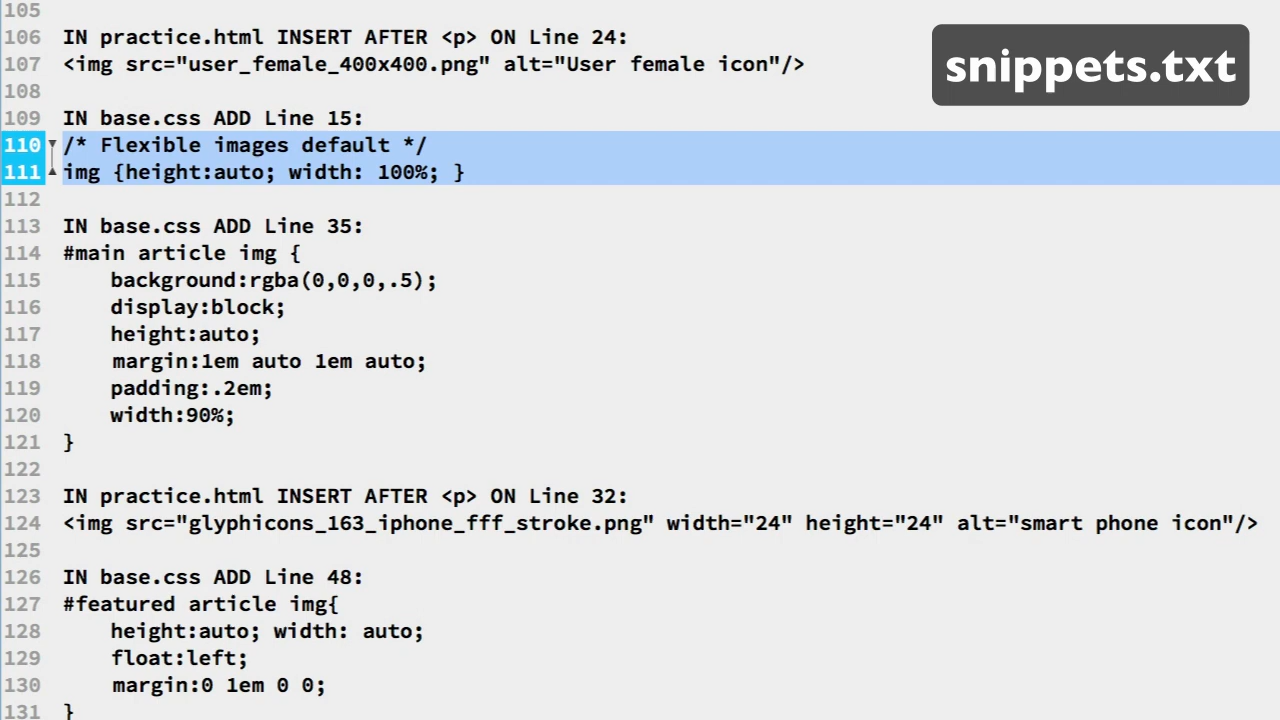 snippets.txt
105
106 IN practice.html INSERT AFTER <p> ON Line 24:
107 <img src="user_female_400x400.png" alt="User female icon"/>
108
109 IN base.css ADD Line 15:
110 /* Flexible images default */
111 img {height:auto; width: 100%; }
112
113 IN base.css ADD Line 35:
114 #main article img {
115     background:rgba(0,0,0,.5);
116     display:block;
117     height:auto;
118     margin:1em auto 1em auto;
119     padding:.2em;
120     width:90%;
121 }
122
123 IN practice.html INSERT AFTER <p> ON Line 32:
124 <img src="glyphicons_163_iphone_fff_stroke.png" width="24" height="24" alt="smart phone icon"/>
125
126 IN base.css ADD Line 48:
127 #featured article img{
128     height:auto; width: auto;
129     float:left;
130     margin:0 1em 0 0;
131 }